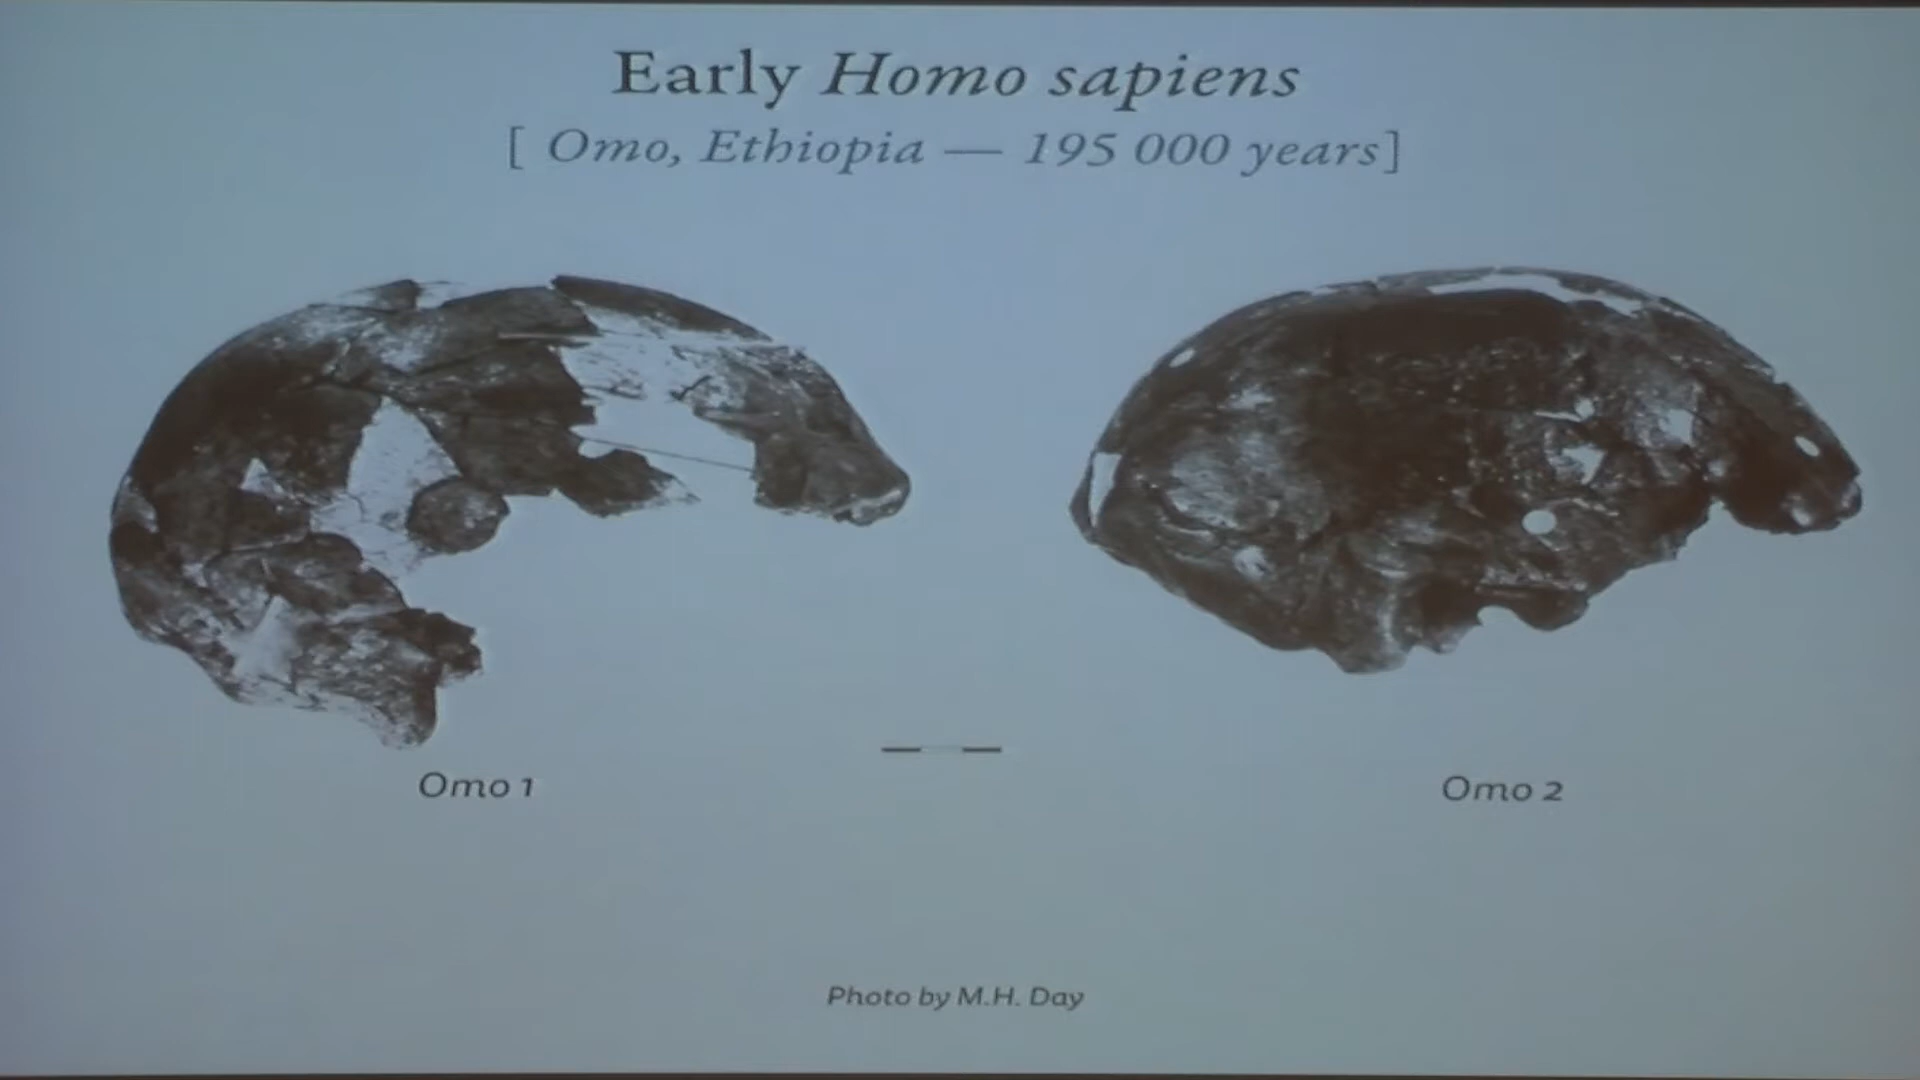 Early Homo sapiens
[ Omo, Ethiopia — 195 000 years]
Omo 1
Omo 2
Photo by M.H. Day